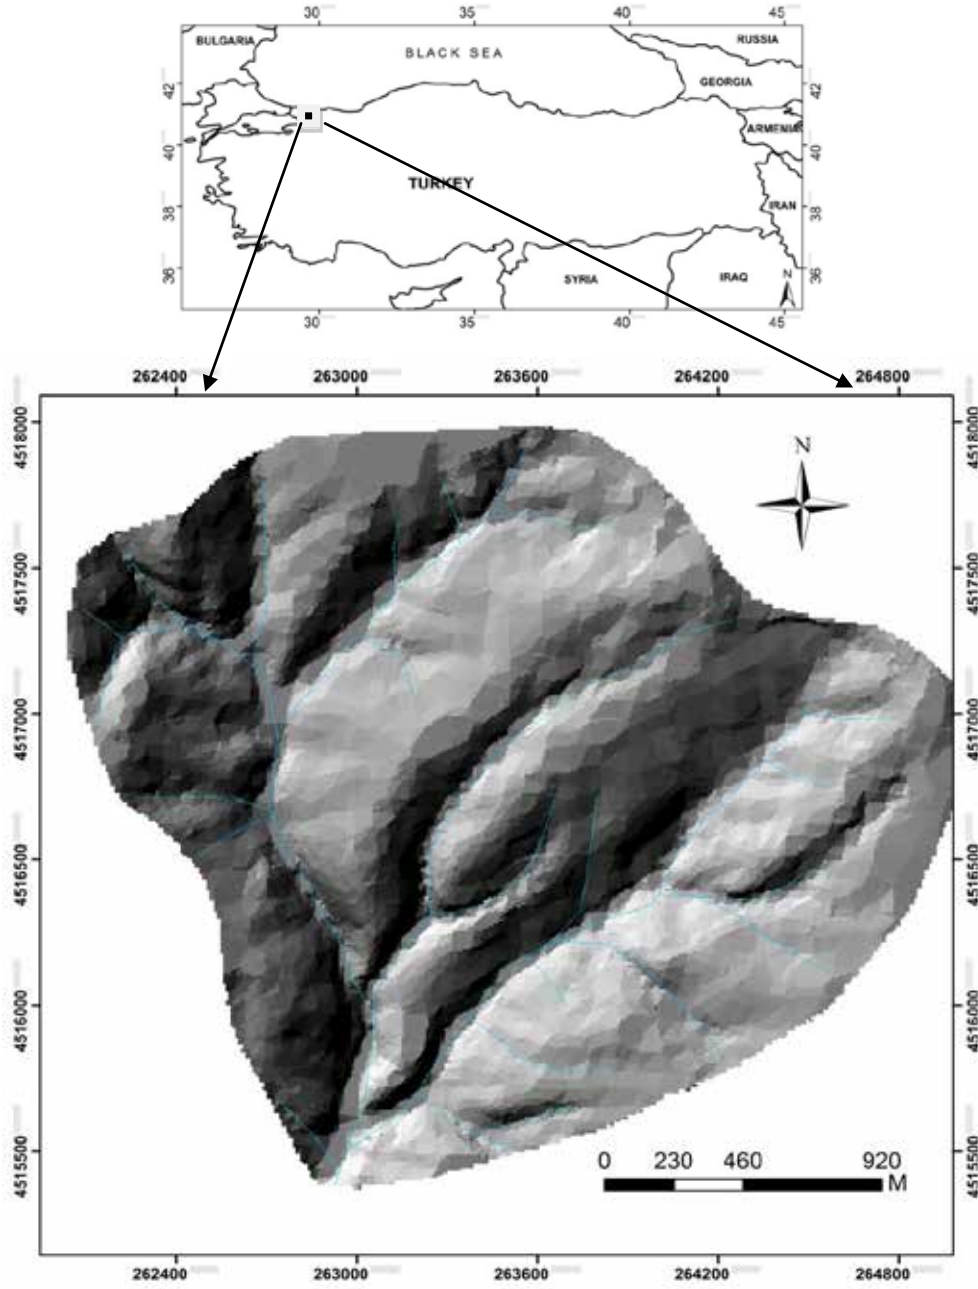 30 35 40 45
BULGARIA
BLACK SEA
RUSSIA
42
GEORGIA
42
ARMENIA
40
40
TURKEY
38
IRAN
38
36
SYRIA
IRAQ
N
36
30 35 40 45
262400 263000 263600 264200 264800
4518000
N
4518000
4517500
4517500
4517000
4517000
4516500
4516500
4516000
4516000
4515500
0 230 460 920
M
4515500
262400 263000 263600 264200 264800